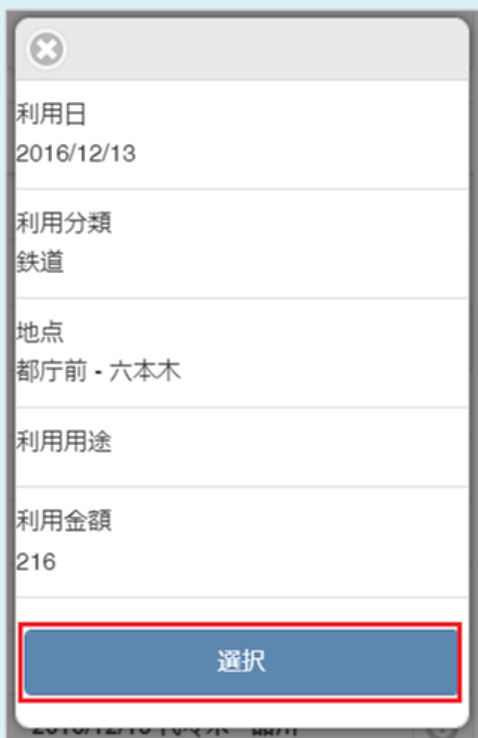 利用日
2016/12/13
利用分類
鉄道
地点
都庁前 - 六本木
利用用途
利用金額
216
選択